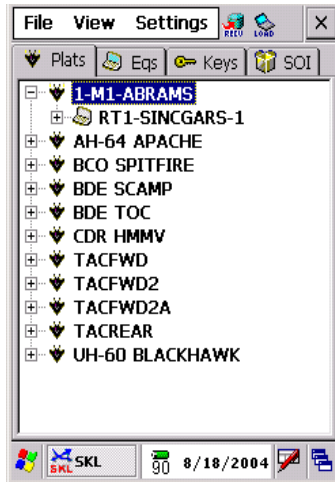 File View Settings RECV LOAD X
Plats Eqs Keys SOI
1-M1-ABRAMS
RT1-SINCGARS-1
AH-64 APACHE
BCO SPITFIRE
BDE SCAMP
BDE TOC
CDR HMMV
TACFWD
TACFWD2
TACFWD2A
TACREAR
UH-60 BLACKHAWK
SKL SKL 90 8/18/2004